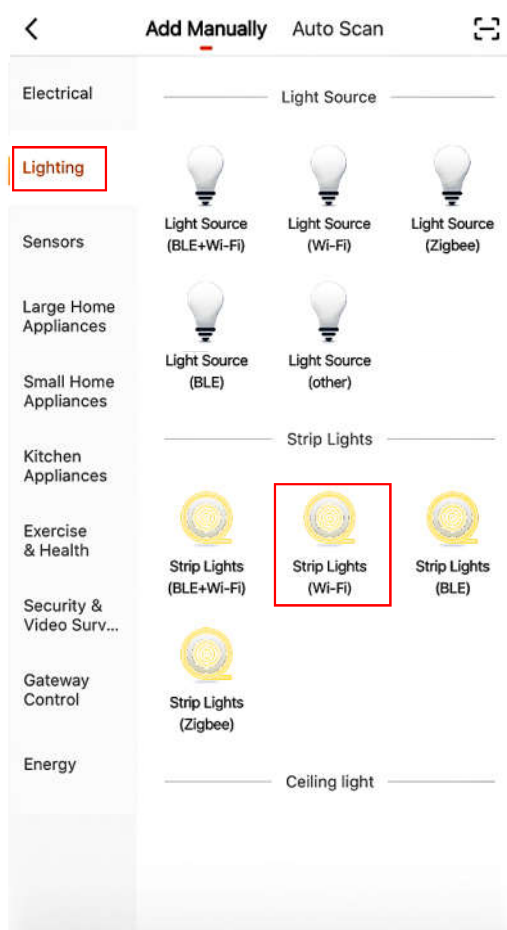 Add Manually Auto Scan
Electrical
Lighting
Sensors
Large Home
Appliances
Small Home
Appliances
Kitchen
Appliances
Exercise
& Health
Security &
Video Surv...
Gateway
Control
Energy
Light Source
Light Source Light Source Light Source
(BLE+Wi-Fi) (Wi-Fi) (Zigbee)
Light Source Light Source
(BLE) (other)
Strip Lights
Strip Lights Strip Lights Strip Lights
(BLE+Wi-Fi) (Wi-Fi) (BLE)
Strip Lights
(Zigbee)
Ceiling light